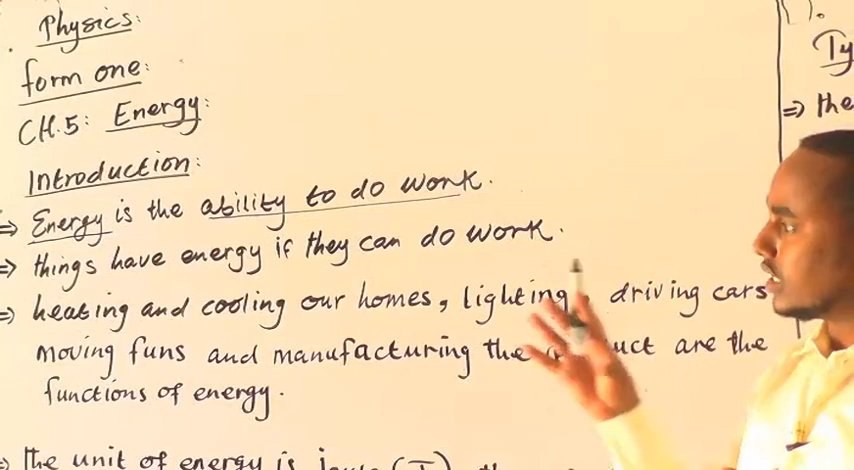 Physics:
form one:
CH.5: Energy:
Introduction:
⇒ Energy is the ability to do work.
⇒ things have energy if they can do work.
⇒ heating and cooling our homes, lighting, driving cars
moving funs and manufacturing the are the
functions of energy.
⇒ the unit of energy is (J)
Ty
⇒ the